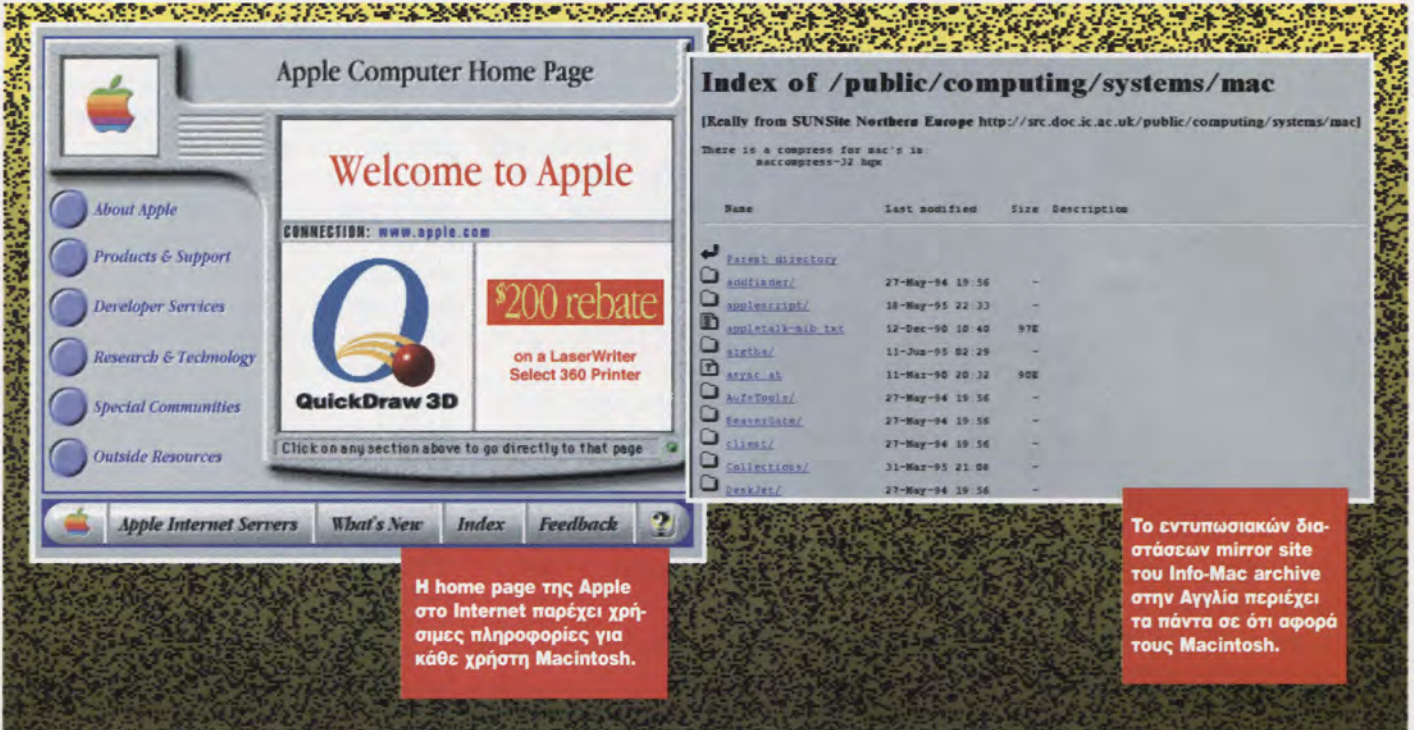 Apple Computer Home Page
Welcome to Apple
About Apple
Products & Support
Developer Services
Research & Technology
Special Communities
Outside Resources
CONNECTION: www.apple.com
QuickDraw 3D
$200 rebate
on a LaserWriter
Select 360 Printer
Click on any section above to go directly to that page
Apple Internet Servers What's New Index Feedback ?
Η home page της Apple
στο Internet παρέχει χρή-
σιμες πληροφορίες για
κάθε χρήστη Macintosh.
Index of /public/computing/systems/mac
[Really from SUNSite Northern Europe http://src.doc.ic.ac.uk/public/computing/systems/mac]
There is a compress for mac's in
maccompress-32 hqx
Name Last modified Size Description
Parent directory
addfinder/ 27-May-94 19:56 -
applescript/ 18-May-95 22:33 -
appletalk-mib.txt 12-Dec-90 10:40 97K
aretha/ 11-Jun-95 02:29 -
async.at 11-Mar-90 20:32 90K
AufsTools/ 27-May-94 19:56 -
BeaverGate/ 27-May-94 19:56 -
client/ 27-May-94 19:56 -
Collections/ 31-Mar-95 21:08 -
DeskJet/ 27-May-94 19:56 -
Το εντυπωσιακών δια-
στάσεων mirror site
του Info-Mac archive
στην Αγγλία περιέχει
τα πάντα σε ότι αφορά
τους Macintosh.